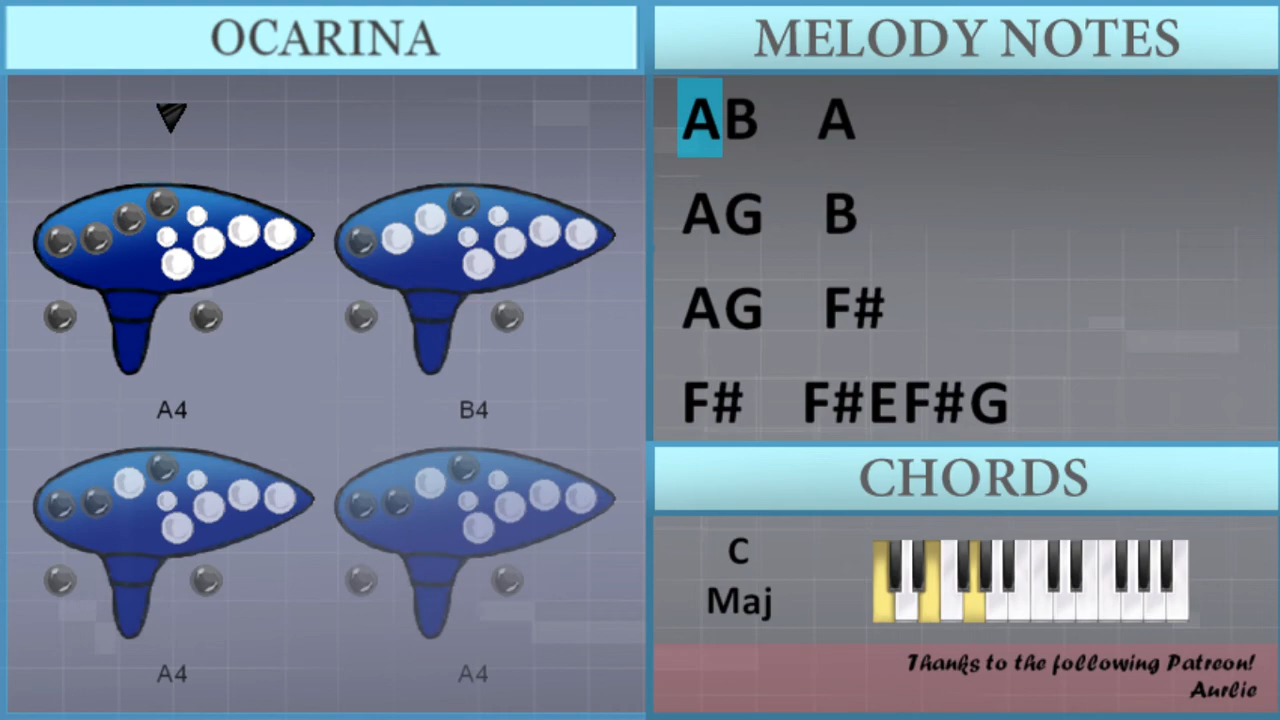 OCARINA
A4
B4
A4
A4
MELODY NOTES
AB A
AG B
AG F#
F# F#EF#G
CHORDS
C
Maj
Thanks to the following Patreon!
Aurlie